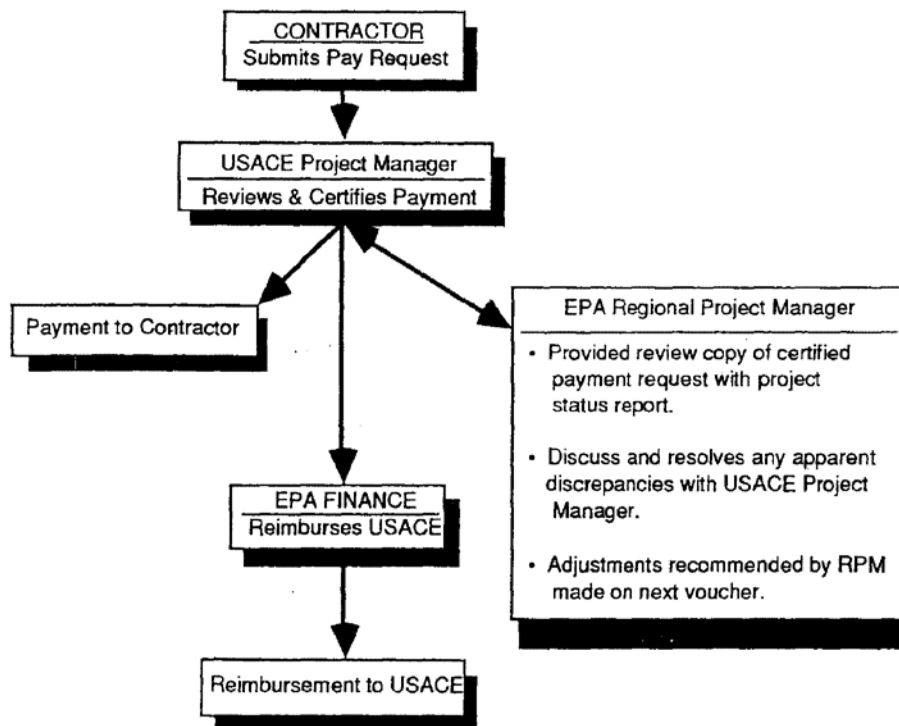 CONTRACTOR
Submits Pay Request
USACE Project Manager
Reviews & Certifies Payment
Payment to Contractor
EPA Regional Project Manager
• Provided review copy of certified
payment request with project
status report.
• Discuss and resolves any apparent
discrepancies with USACE Project
Manager.
• Adjustments recommended by RPM
made on next voucher.
EPA FINANCE
Reimburses USACE
Reimbursement to USACE